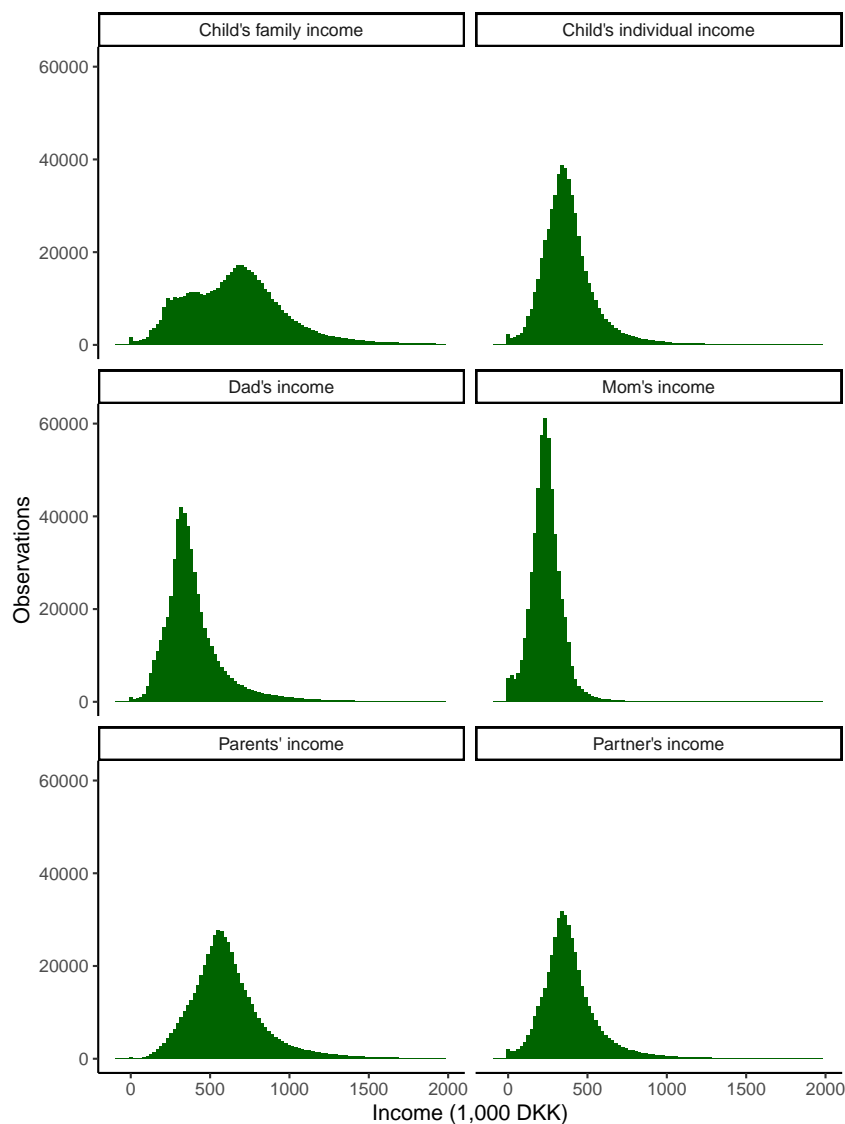 Child's family income
Child's individual income
60000
40000
20000
0
Dad's income
Mom's income
60000
40000
20000
0
Observations
Parents' income
Partner's income
60000
40000
20000
0
0 500 1000 1500 2000
0 500 1000 1500 2000
Income (1,000 DKK)